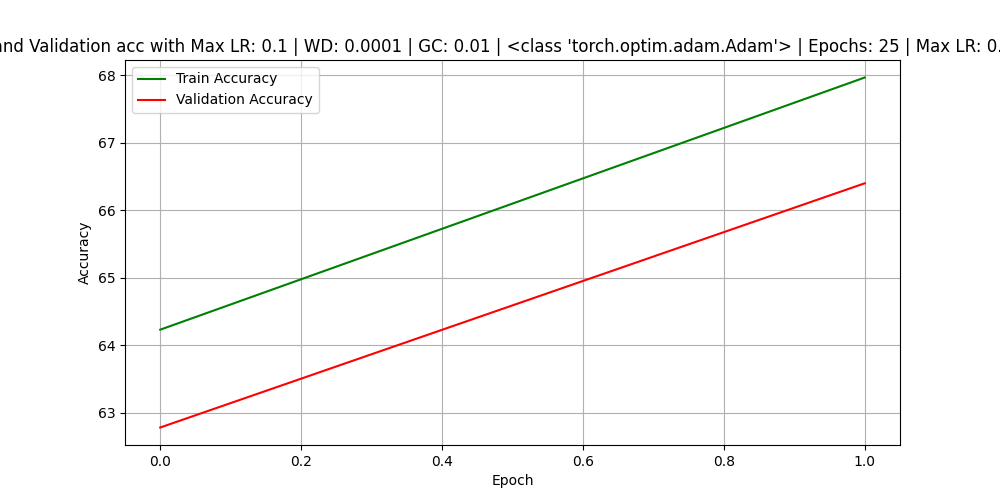 and Validation acc with Max LR: 0.1 | WD: 0.0001 | GC: 0.01 | <class 'torch.optim.adam.Adam'> | Epochs: 25 | Max LR: 0.
Train Accuracy
Validation Accuracy
68
67
66
65
64
63
Accuracy
0.0 0.2 0.4 0.6 0.8 1.0
Epoch